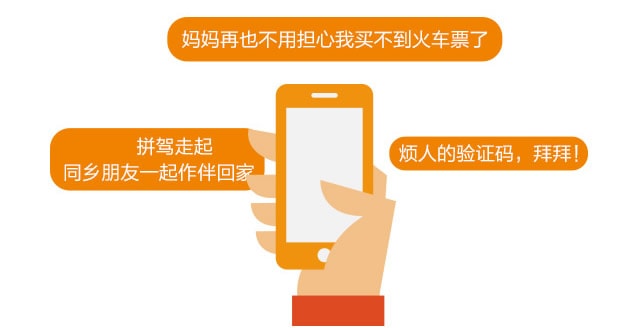 妈妈再也不用担心我买不到火车票了
拼驾走起
同乡朋友一起作伴回家
烦人的验证码，拜拜！